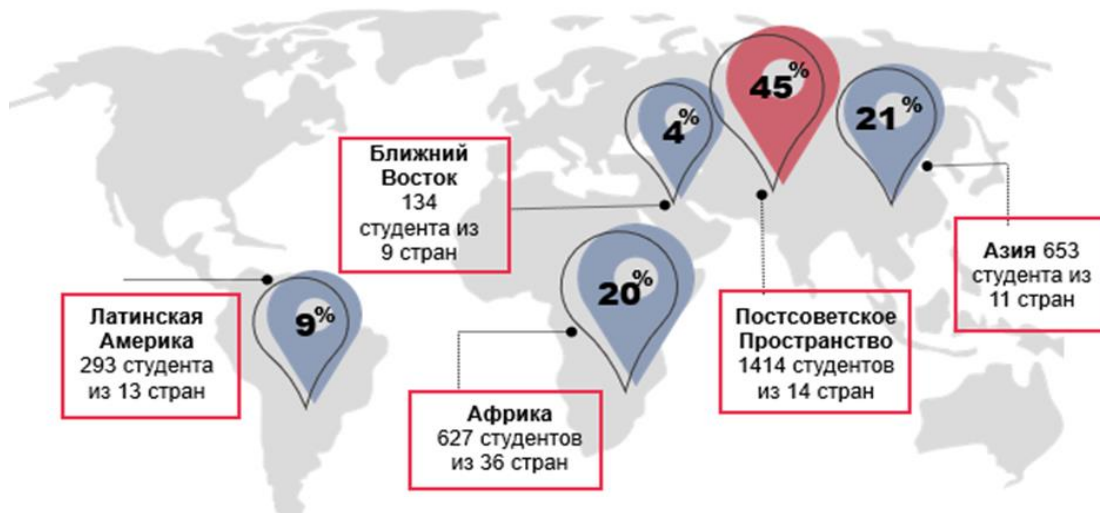 45%
4%
21%
Ближний
Восток
134
студента из
9 стран
Азия 653
студента из
11 стран
20%
9%
Латинская
Америка
293 студента
из 13 стран
Постсоветское
Пространство
1414 студентов
из 14 стран
Африка
627 студентов
из 36 стран